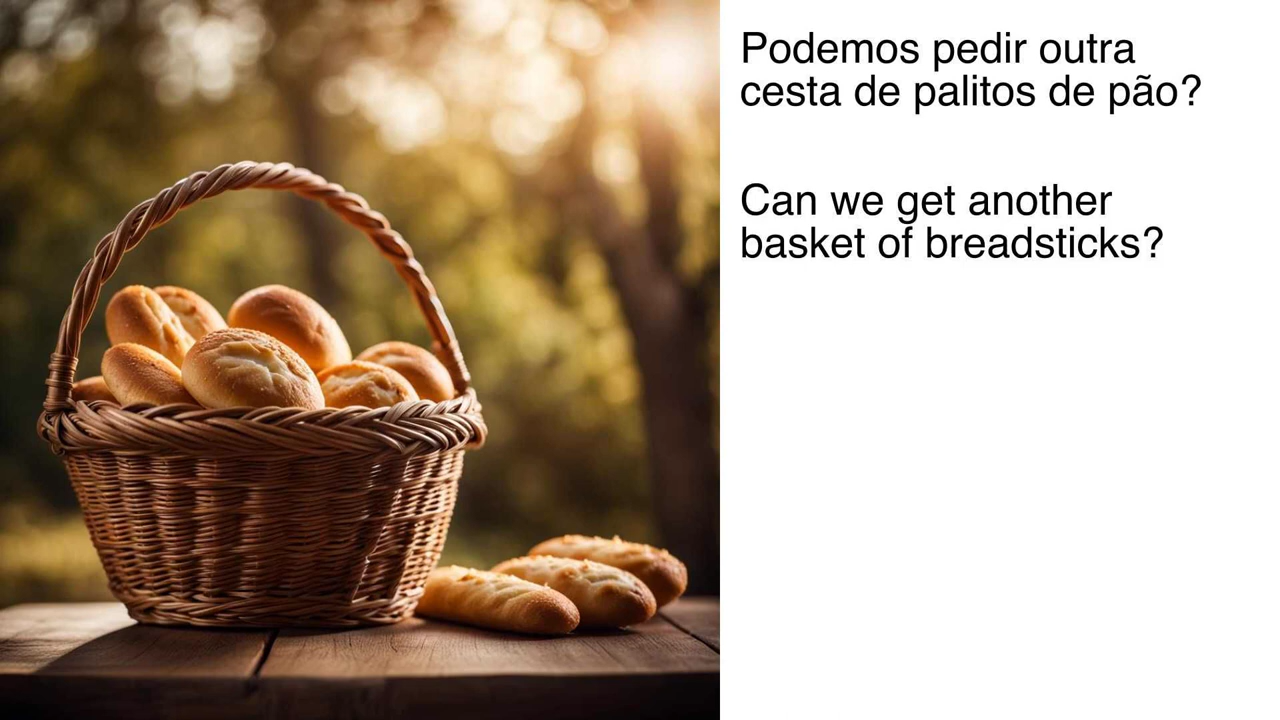 Podemos pedir outra
cesta de palitos de pão?
Can we get another
basket of breadsticks?